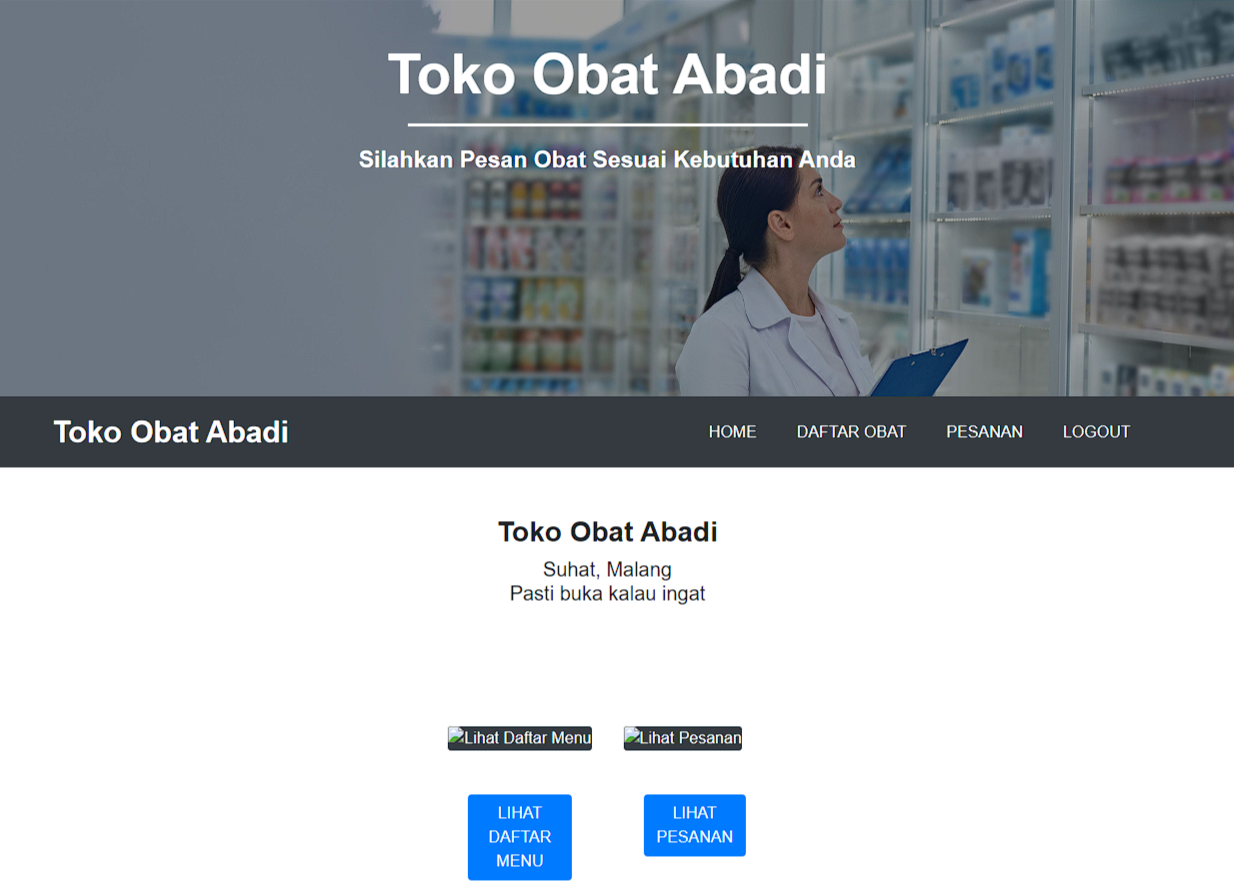 Toko Obat Abadi
Silahkan Pesan Obat Sesuai Kebutuhan Anda
Toko Obat Abadi HOME DAFTAR OBAT PESANAN LOGOUT
Toko Obat Abadi
Suhat, Malang
Pasti buka kalau ingat
Lihat Daftar Menu Lihat Pesanan
LIHAT
DAFTAR
MENU
LIHAT
PESANAN